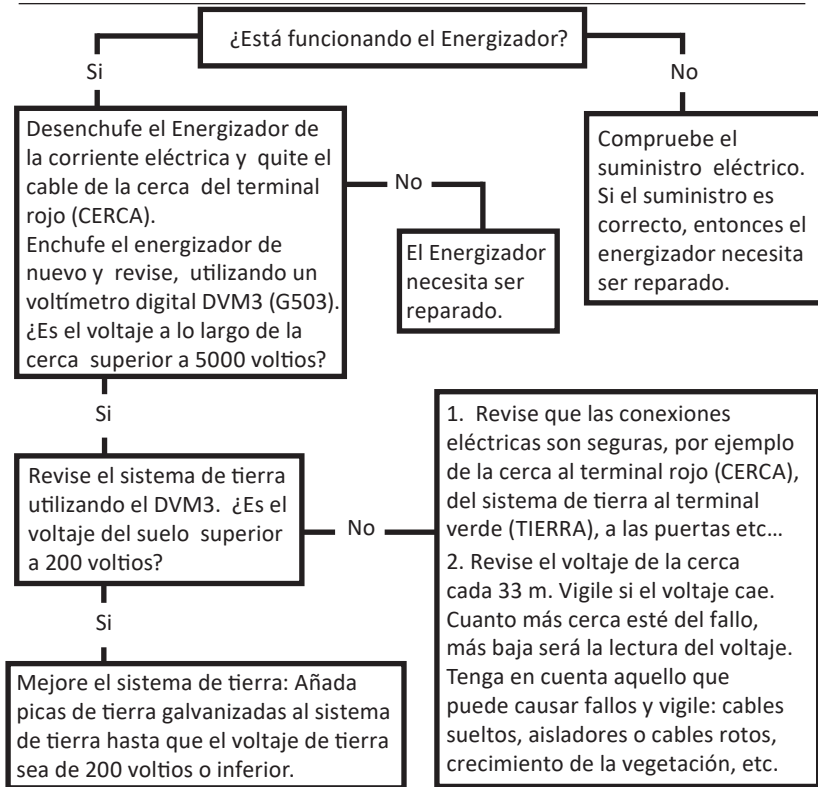 ¿Está funcionando el Energizador?
Si
No
Desenchufe el Energizador de
la corriente eléctrica y quite el
cable de la cerca del terminal
rojo (CERCA).
Enchufe el energizador de
nuevo y revise, utilizando un
voltímetro digital DVM3 (G503).
¿Es el voltaje a lo largo de la
cerca superior a 5000 voltios?
No
El Energizador
necesita ser
reparado.
Compruebe el
suministro eléctrico.
Si el suministro es
correcto, entonces el
energizador necesita
ser reparado.
Si
Revise el sistema de tierra
utilizando el DVM3. ¿Es el
voltaje del suelo superior
a 200 voltios?
No
1. Revise que las conexiones
eléctricas son seguras, por ejemplo
de la cerca al terminal rojo (CERCA),
del sistema de tierra al terminal
verde (TIERRA), a las puertas etc...
2. Revise el voltaje de la cerca
cada 33 m. Vigile si el voltaje cae.
Cuanto más cerca esté del fallo,
más baja será la lectura del voltaje.
Tenga en cuenta aquello que
puede causar fallos y vigile: cables
sueltos, aisladores o cables rotos,
crecimiento de la vegetación, etc.
Si
Mejore el sistema de tierra: Añada
picas de tierra galvanizadas al sistema
de tierra hasta que el voltaje de tierra
sea de 200 voltios o inferior.